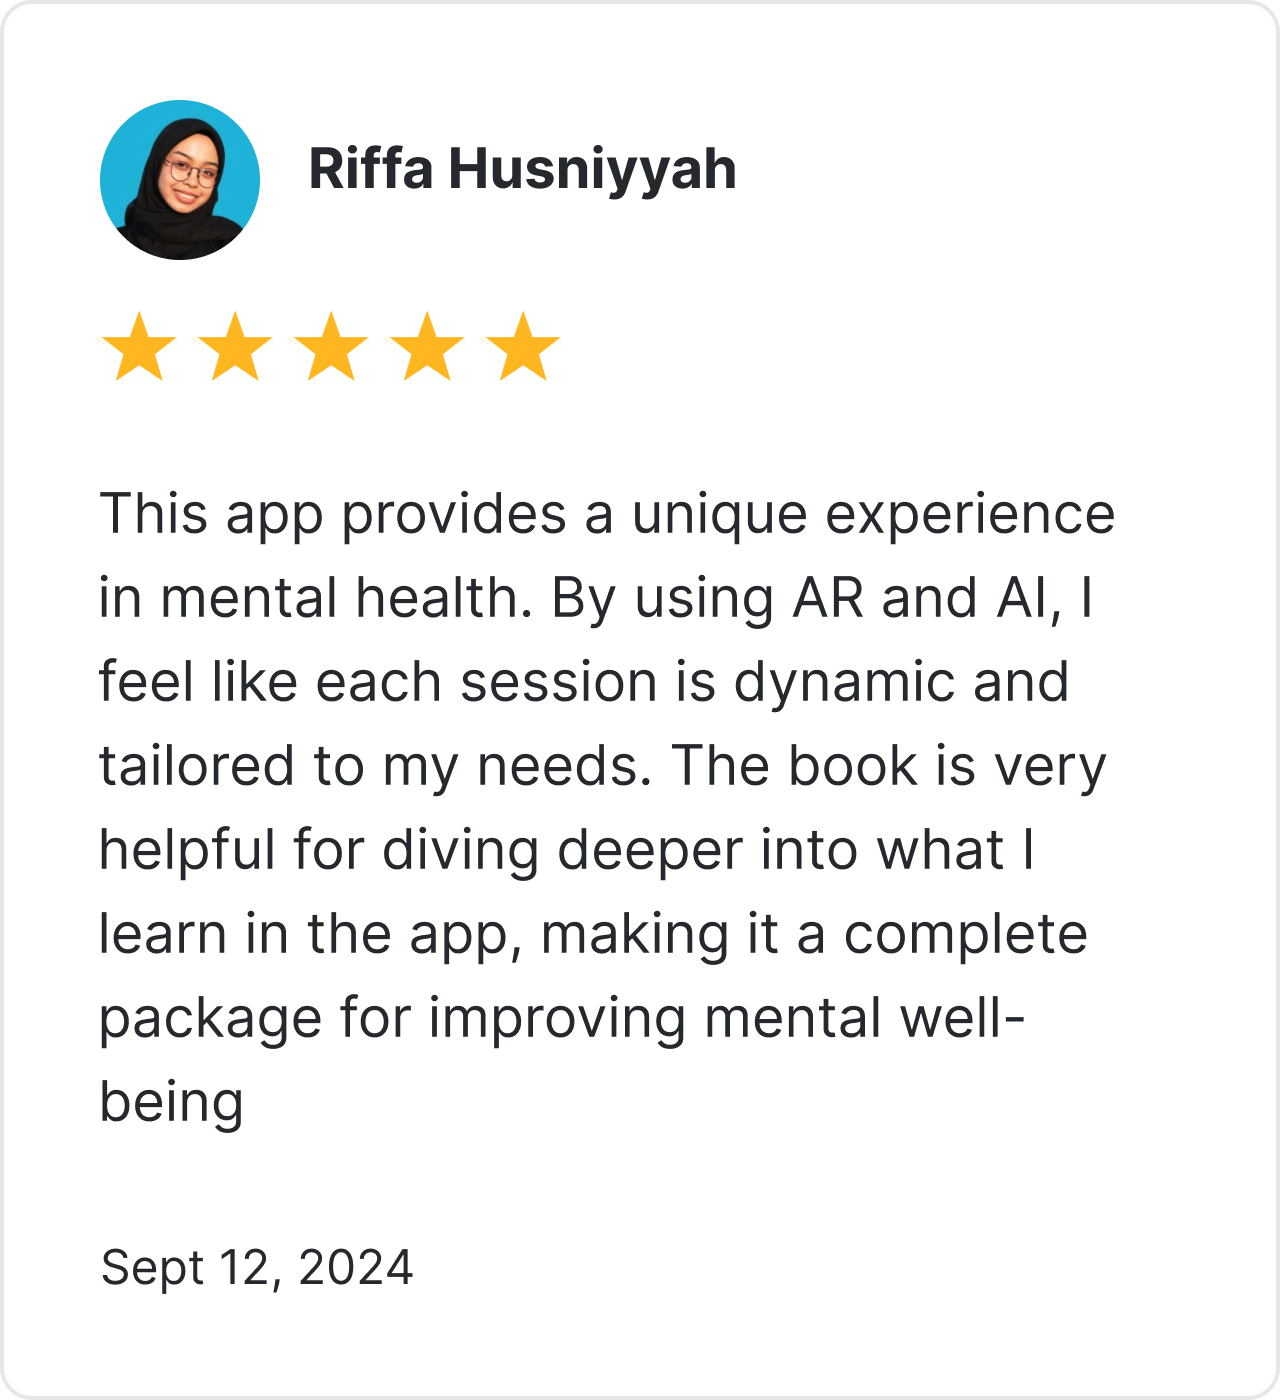 Riffa Husniyyah
This app provides a unique experience
in mental health. By using AR and AI, I
feel like each session is dynamic and
tailored to my needs. The book is very
helpful for diving deeper into what I
learn in the app, making it a complete
package for improving mental well-
being
Sept 12, 2024